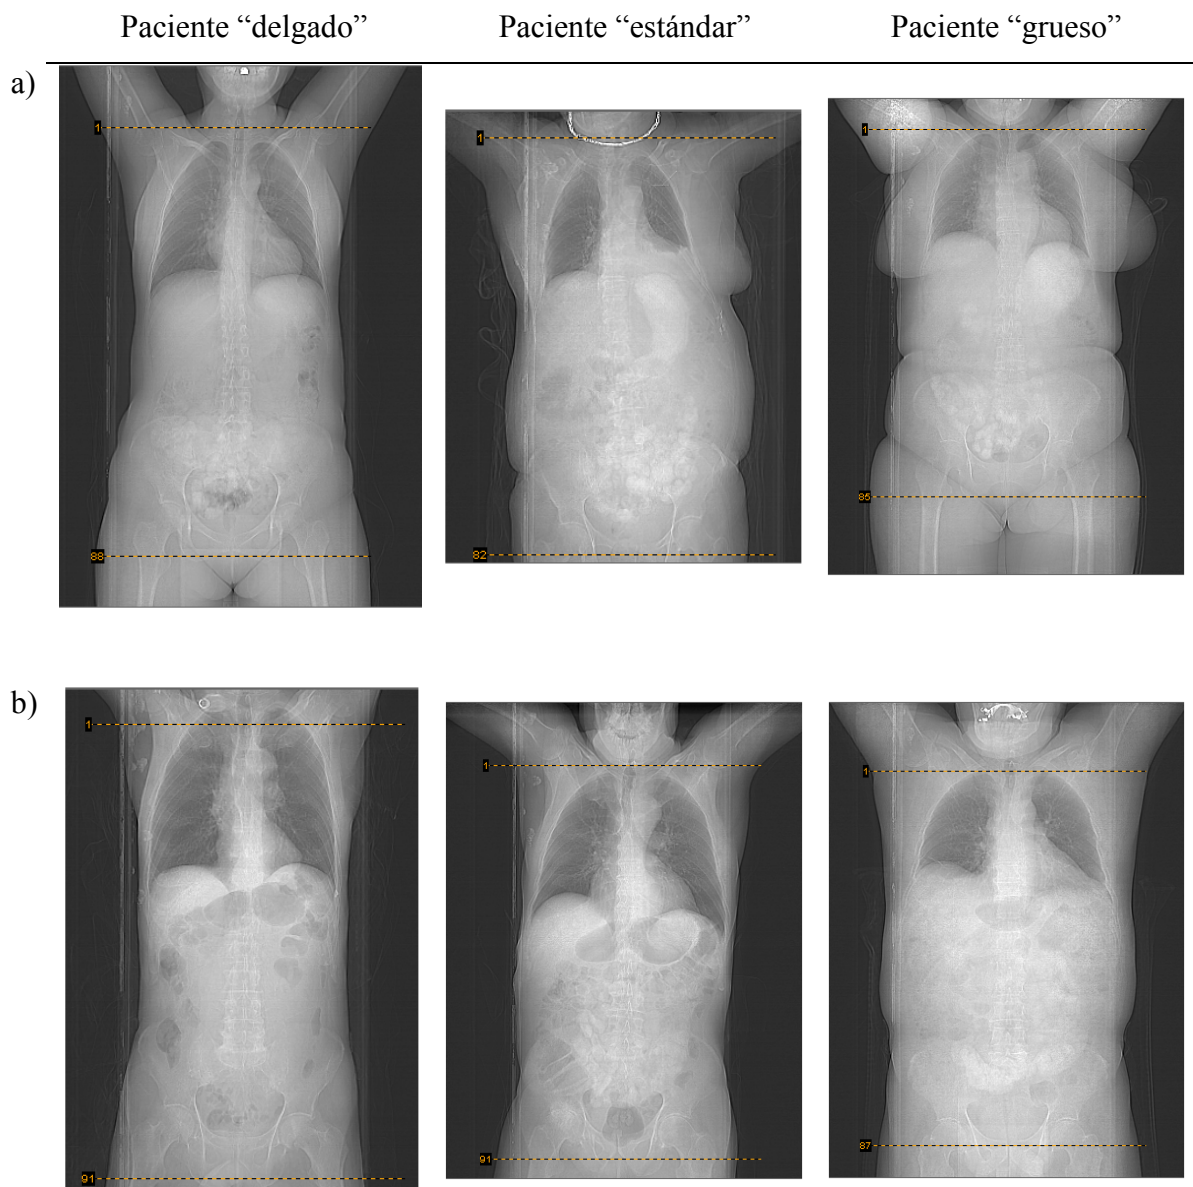 Paciente “delgado” Paciente “estándar” Paciente “grueso”
a)
1 1 1
88 82 85
b)
1 1 1
91 91 87